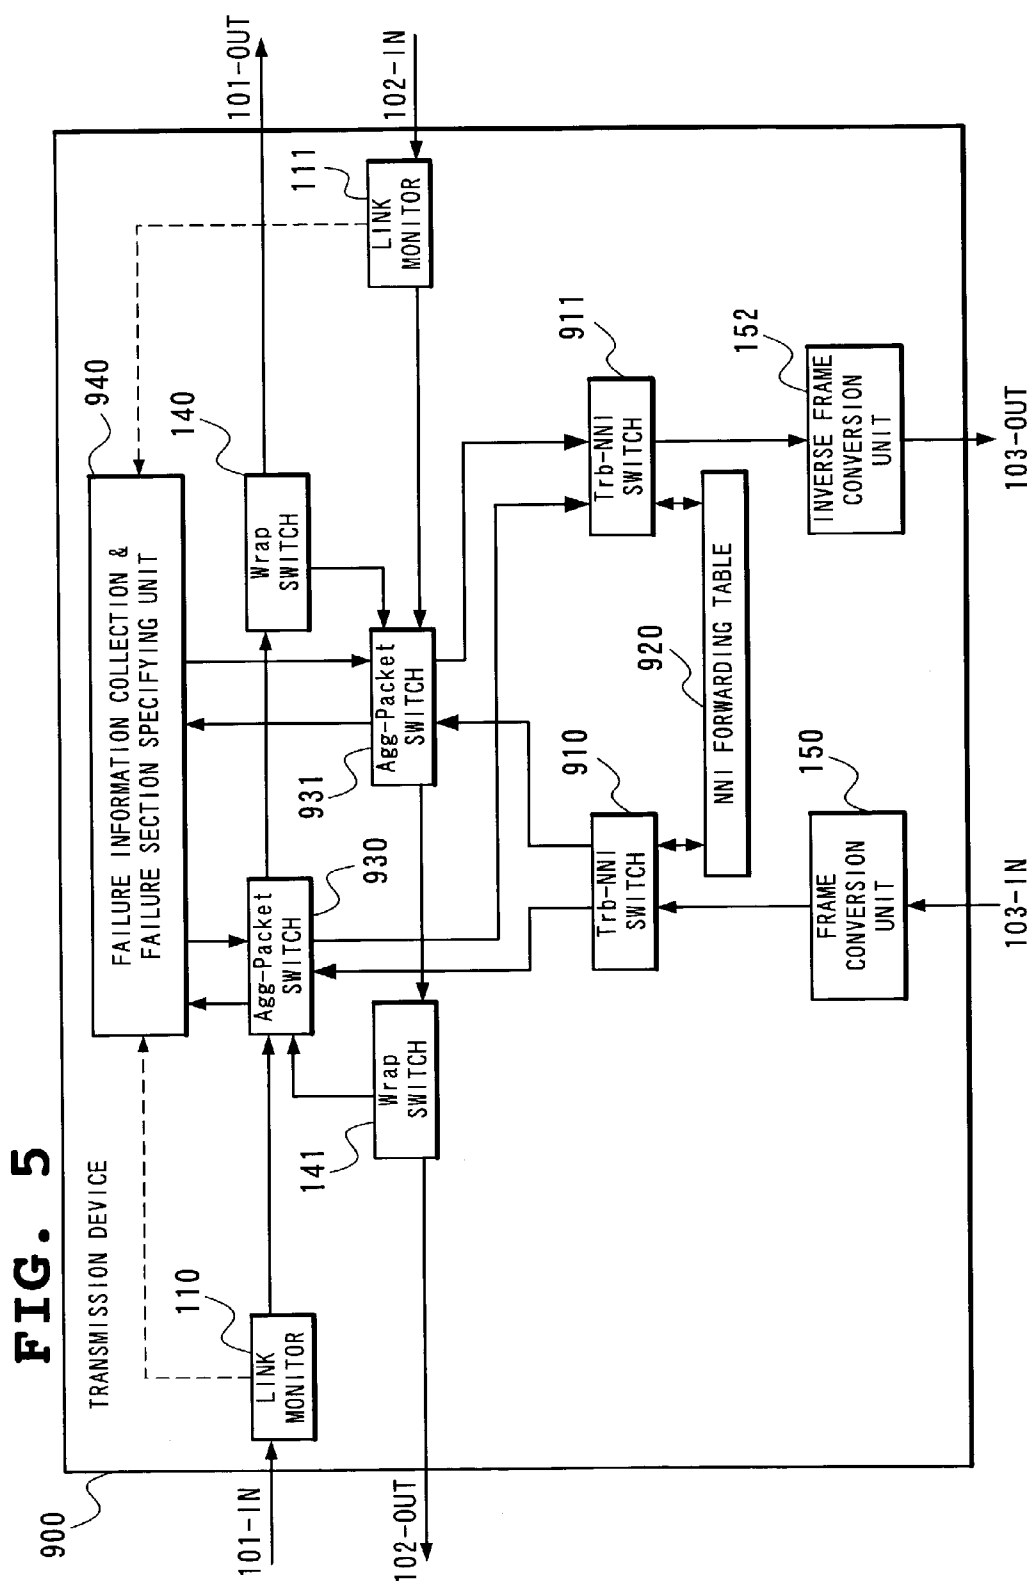 FIG. 5
TRANSMISSION DEVICE
900
940
FAILURE INFORMATION COLLECTION &
FAILURE SECTION SPECIFYING UNIT
101-IN
110
LINK
MONITOR
930
Agg-Packet
SWITCH
140
Wrap
SWITCH
101-OUT
102-OUT
141
Wrap
SWITCH
931
Agg-Packet
SWITCH
111
LINK
MONITOR
102-IN
910
Trb-NNI
SWITCH
911
Trb-NNI
SWITCH
920
NNI FORWARDING TABLE
150
FRAME
CONVERSION
UNIT
152
INVERSE FRAME
CONVERSION
UNIT
103-IN
103-OUT